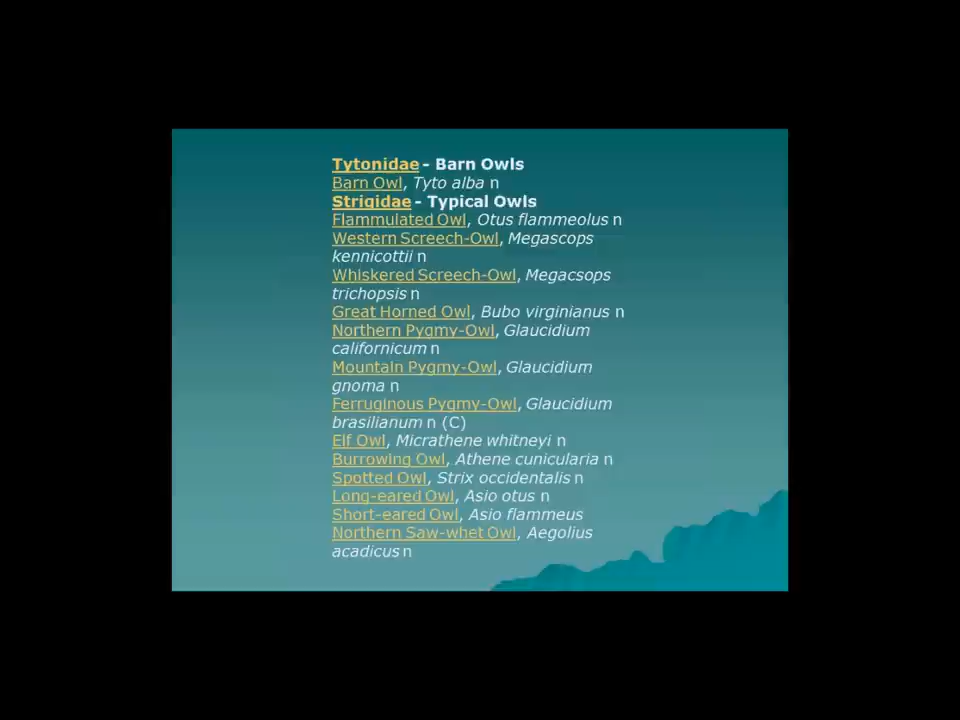 Tytonidae - Barn Owls
Barn Owl, Tyto alba n
Strigidae - Typical Owls
Flammulated Owl, Otus flammeolus n
Western Screech-Owl, Megascops
kennicottii n
Whiskered Screech-Owl, Megacsops
trichopsis n
Great Horned Owl, Bubo virginianus n
Northern Pygmy-Owl, Glaucidium
californicum n
Mountain Pygmy-Owl, Glaucidium
gnoma n
Ferruginous Pygmy-Owl, Glaucidium
brasilianum n (C)
Elf Owl, Micrathene whitneyi n
Burrowing Owl, Athene cunicularia n
Spotted Owl, Strix occidentalis n
Long-eared Owl, Asio otus n
Short-eared Owl, Asio flammeus
Northern Saw-whet Owl, Aegolius
acadicus n